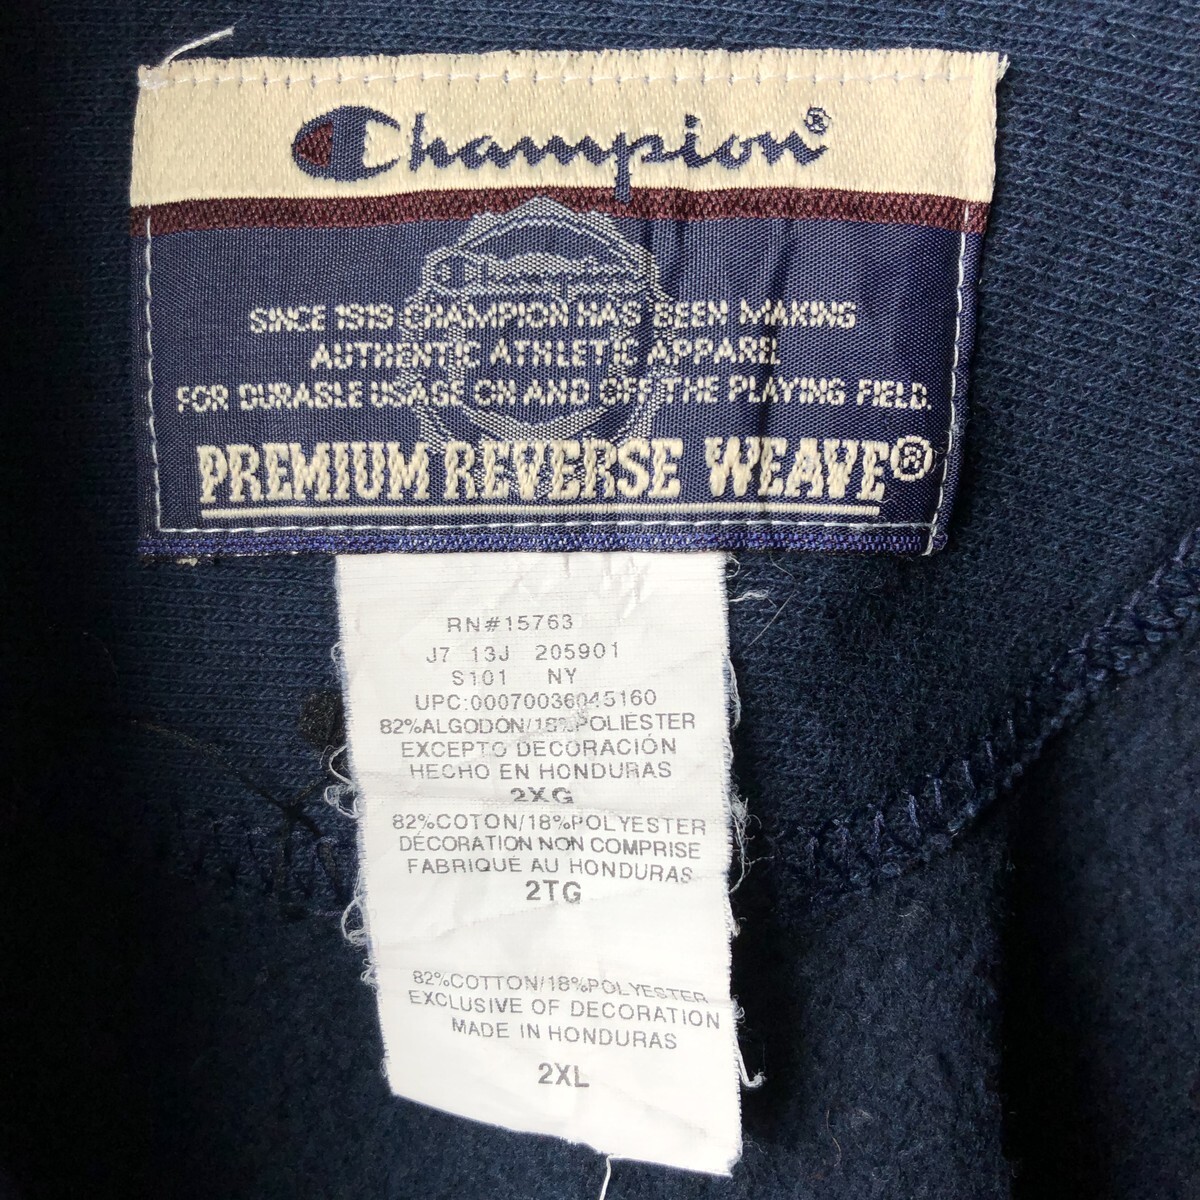 Champion®
Champion
SINCE 1919 CHAMPION HAS BEEN MAKING
AUTHENTIC ATHLETIC APPAREL
FOR DURABLE USAGE ON AND OFF THE PLAYING FIELD.
PREMIUM REVERSE WEAVE®
RN#15763
J7 13J 205901
S101 NY
UPC:00070036045160
82%ALGODON/18%POLIÉSTER
EXCEPTO DECORACIÓN
HECHO EN HONDURAS
2XG
82%COTON/18%POLYESTER
DÉCORATION NON COMPRISE
FABRIQUÉ AU HONDURAS
2TG
82%COTTON/18%POLYESTER
EXCLUSIVE OF DECORATION
MADE IN HONDURAS
2XL